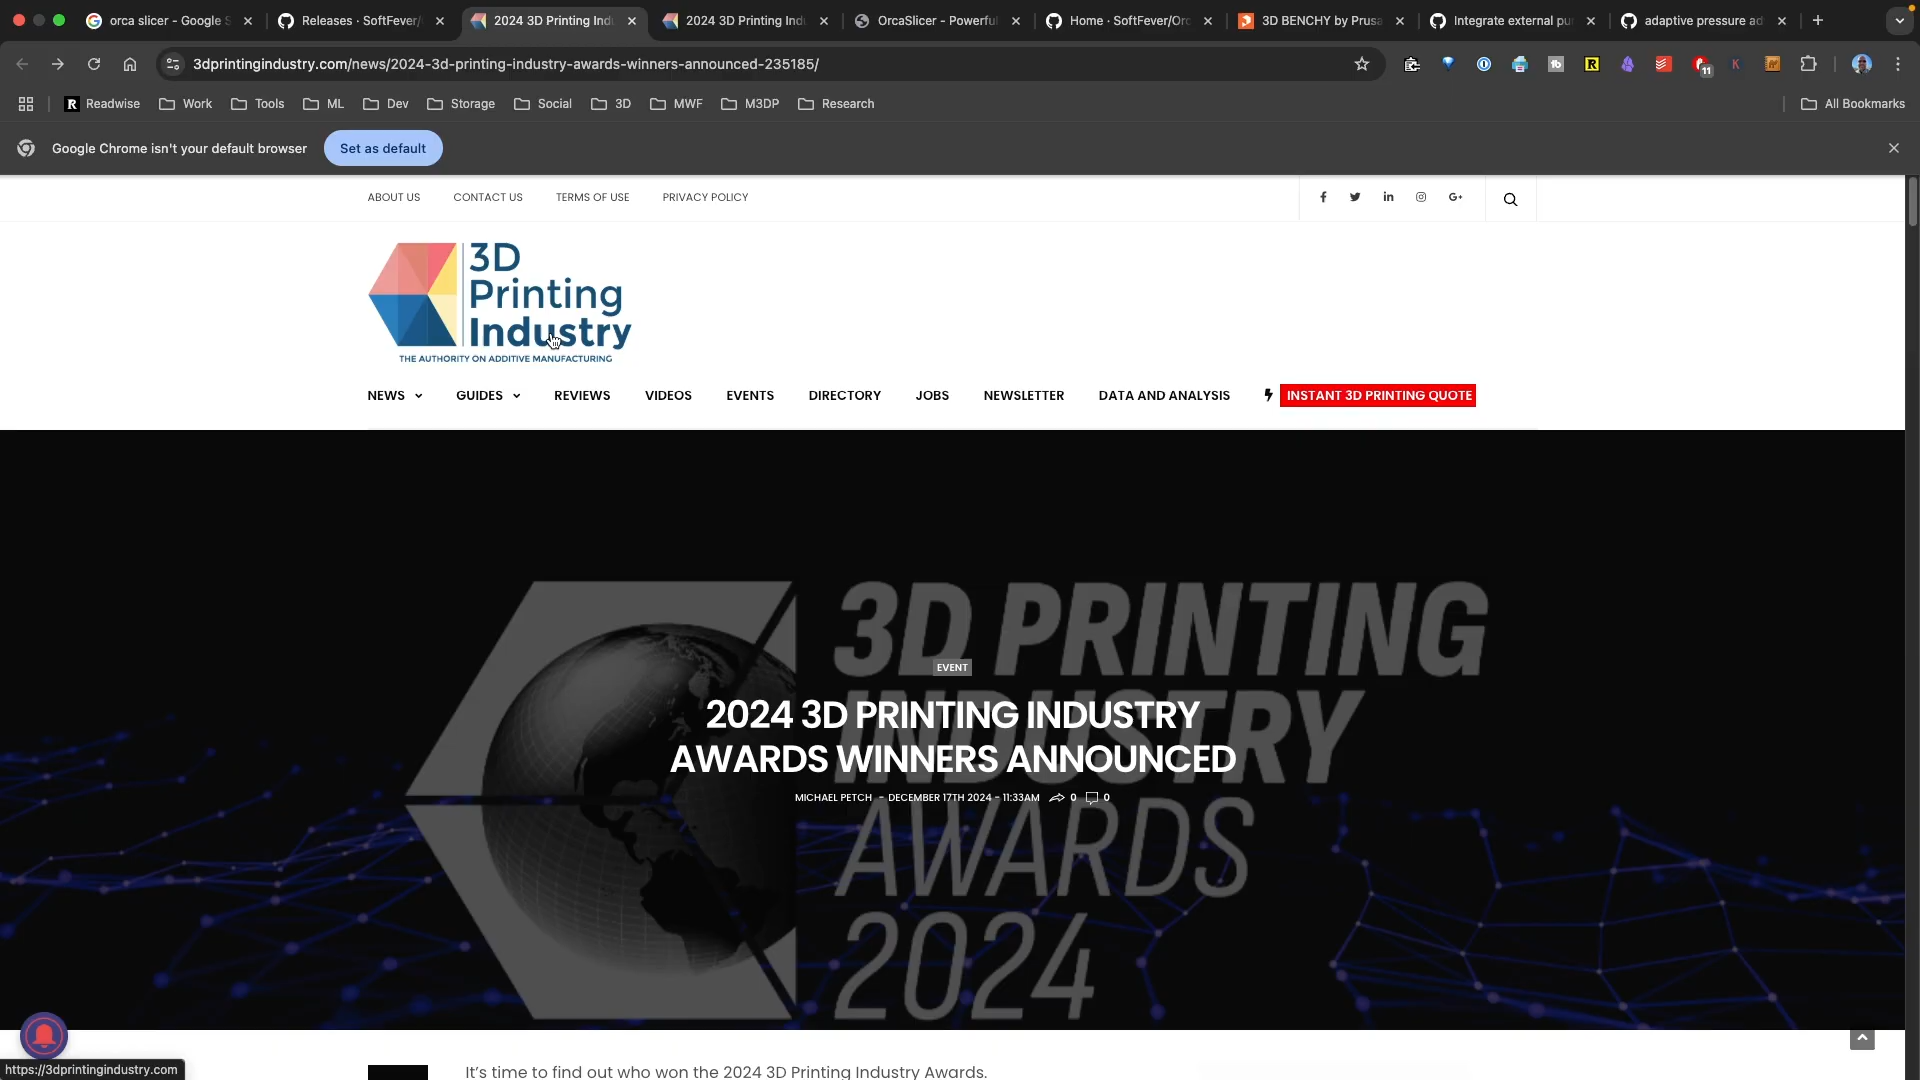 orca slicer - Google S
Releases · SoftFever/
2024 3D Printing Indu
2024 3D Printing Indu
OrcaSlicer - Powerful
Home · SoftFever/Orc
3D BENCHY by Prusa
Integrate external pur
adaptive pressure ad
3dprintingindustry.com/news/2024-3d-printing-industry-awards-winners-announced-235185/
11
Readwise
Work
Tools
ML
Dev
Storage
Social
3D
MWF
M3DP
Research
All Bookmarks
Google Chrome isn't your default browser
Set as default
ABOUT US
CONTACT US
TERMS OF USE
PRIVACY POLICY
3D
Printing
Industry
THE AUTHORITY ON ADDITIVE MANUFACTURING
NEWS
GUIDES
REVIEWS
VIDEOS
EVENTS
DIRECTORY
JOBS
NEWSLETTER
DATA AND ANALYSIS
INSTANT 3D PRINTING QUOTE
3D PRINTING
INDUSTRY
AWARDS
2024
EVENT
2024 3D PRINTING INDUSTRY
AWARDS WINNERS ANNOUNCED
MICHAEL PETCH - DECEMBER 17TH 2024 - 11:33AM 0 0
It's time to find out who won the 2024 3D Printing Industry Awards.
https://3dprintingindustry.com